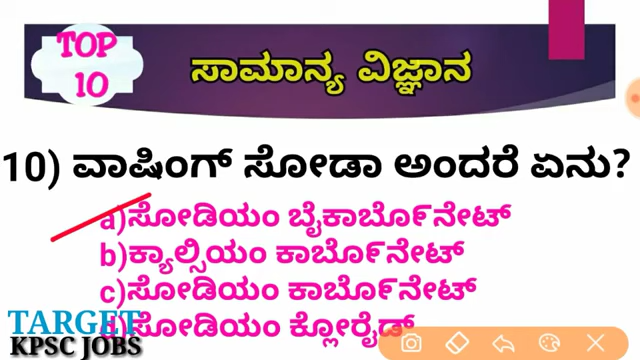 TOP
10
ಸಾಮಾನ್ಯ ವಿಜ್ಞಾನ
10) ವಾಷಿಂಗ್ ಸೋಡಾ ಅಂದರೆ ಏನು?
a)ಸೋಡಿಯಂ ಬೈಕಾರ್ಬೊನೇಟ್
b)ಕ್ಯಾಲ್ಸಿಯಂ ಕಾರ್ಬೊನೇಟ್
c)ಸೋಡಿಯಂ ಕಾರ್ಬೊನೇಟ್
d)ಸೋಡಿಯಂ ಕ್ಲೋರೈಡ್
TARGET
KPSC JOBS